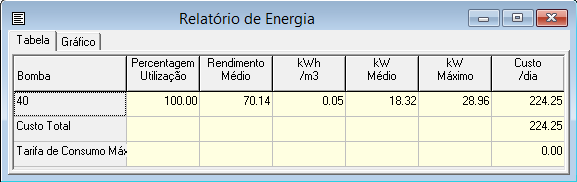 Relatório de Energia
Tabela Gráfico
Bomba Percentagem Utilização Rendimento Médio kWh /m3 kW Médio kW Máximo Custo /dia
40 100.00 70.14 0.05 18.32 28.96 224.25
Custo Total 224.25
Tarifa de Consumo Máx 0.00